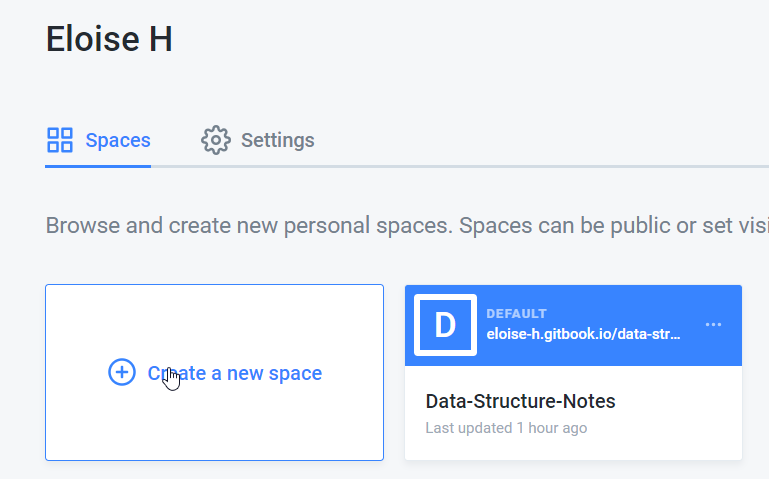 Eloise H
Spaces
Settings
Browse and create new personal spaces. Spaces can be public or set
Create a new space
D
DEFAULT
eloise-h.gitbook.io/data-str...
Data-Structure-Notes
Last updated 1 hour ago